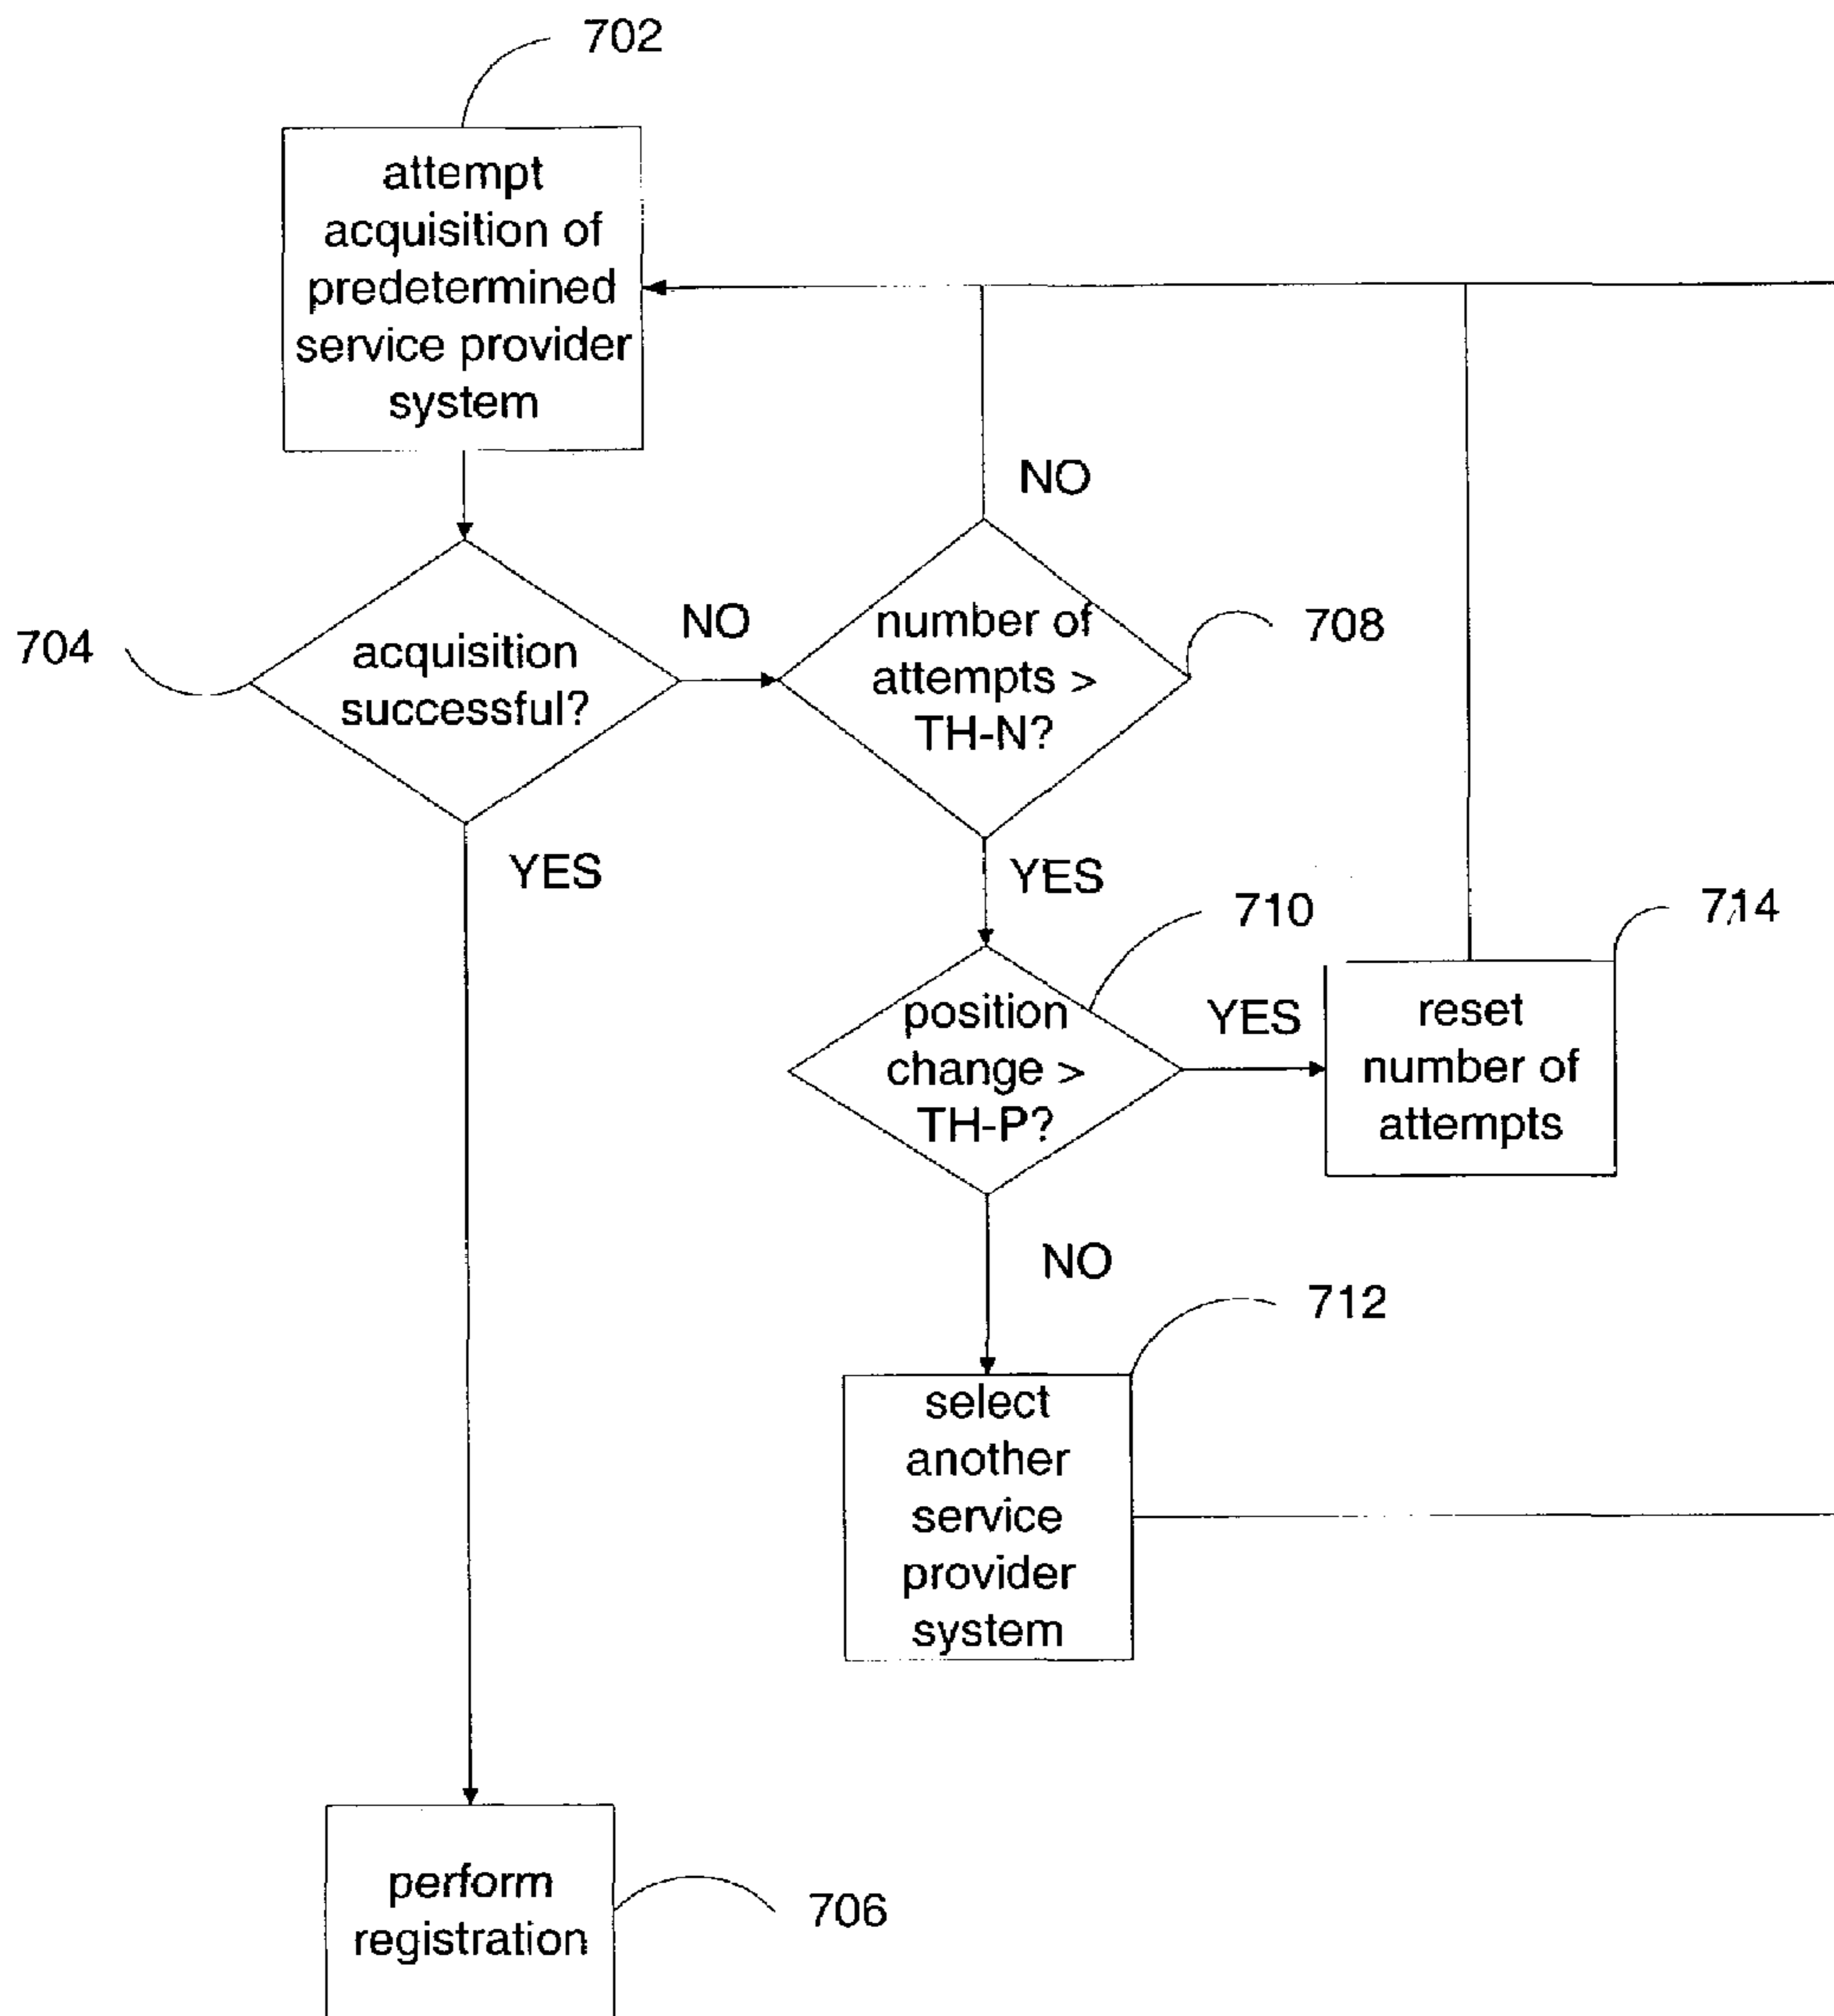 702
attempt
acquisition of
predetermined
service provider
system
NO
704
acquisition
successful?
NO
number of
attempts >
TH-N?
708
YES
YES
710
714
position
change >
TH-P?
YES
reset
number of
attempts
NO
712
select
another
service
provider
system
perform
registration
706